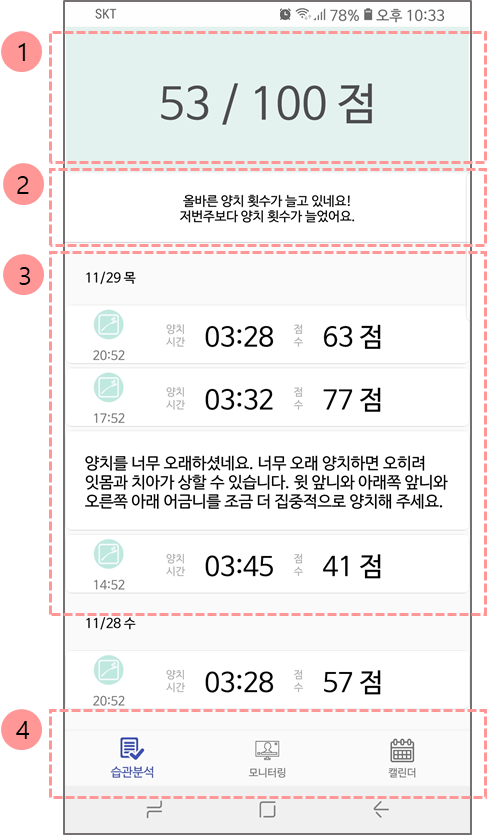 SKT 78% 오후 10:33
1
53 / 100 점
2
올바른 양치 횟수가 늘고 있네요!
저번주보다 양치 횟수가 늘었어요.
3
11/29 목
20:52 양치 시간 03:28 점수 63 점
17:52 양치 시간 03:32 점수 77 점
양치를 너무 오래하셨네요. 너무 오래 양치하면 오히려
잇몸과 치아가 상할 수 있습니다. 윗 앞니와 아래쪽 앞니와
오른쪽 아래 어금니를 조금 더 집중적으로 양치해 주세요.
14:52 양치 시간 03:45 점수 41 점
11/28 수
20:52 양치 시간 03:28 점수 57 점
4
습관분석 모니터링 캘린더